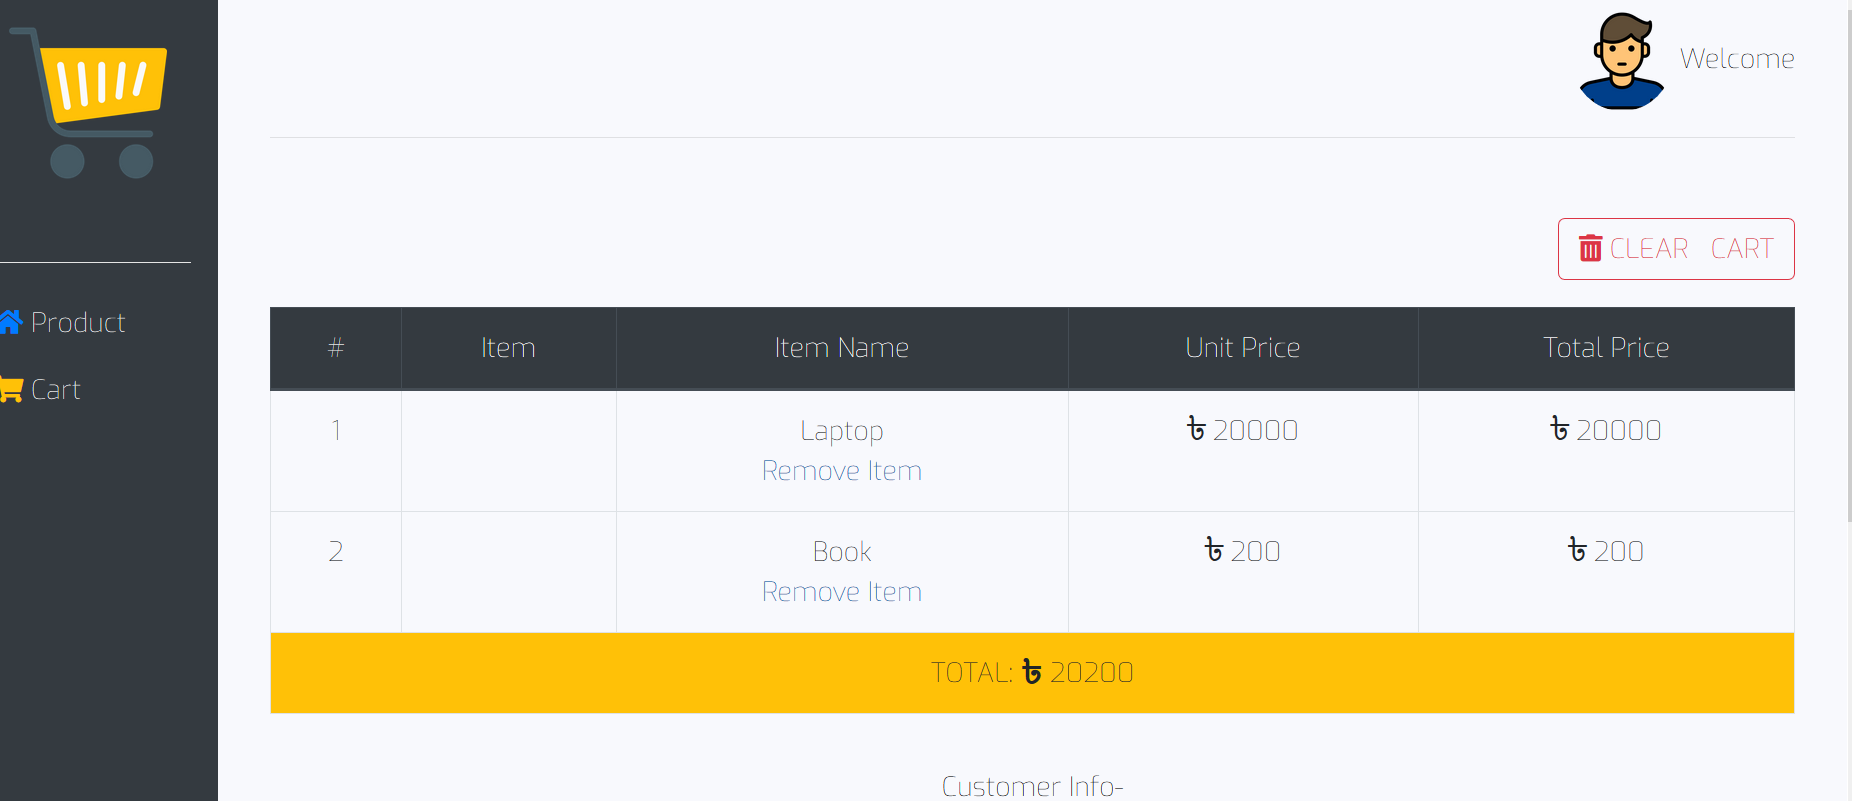 Welcome
CLEAR CART
Product
Cart
# Item Item Name Unit Price Total Price
1 Laptop ৳ 20000 ৳ 20000
Remove Item
2 Book ৳ 200 ৳ 200
Remove Item
TOTAL: ৳ 20200
Customer Info-